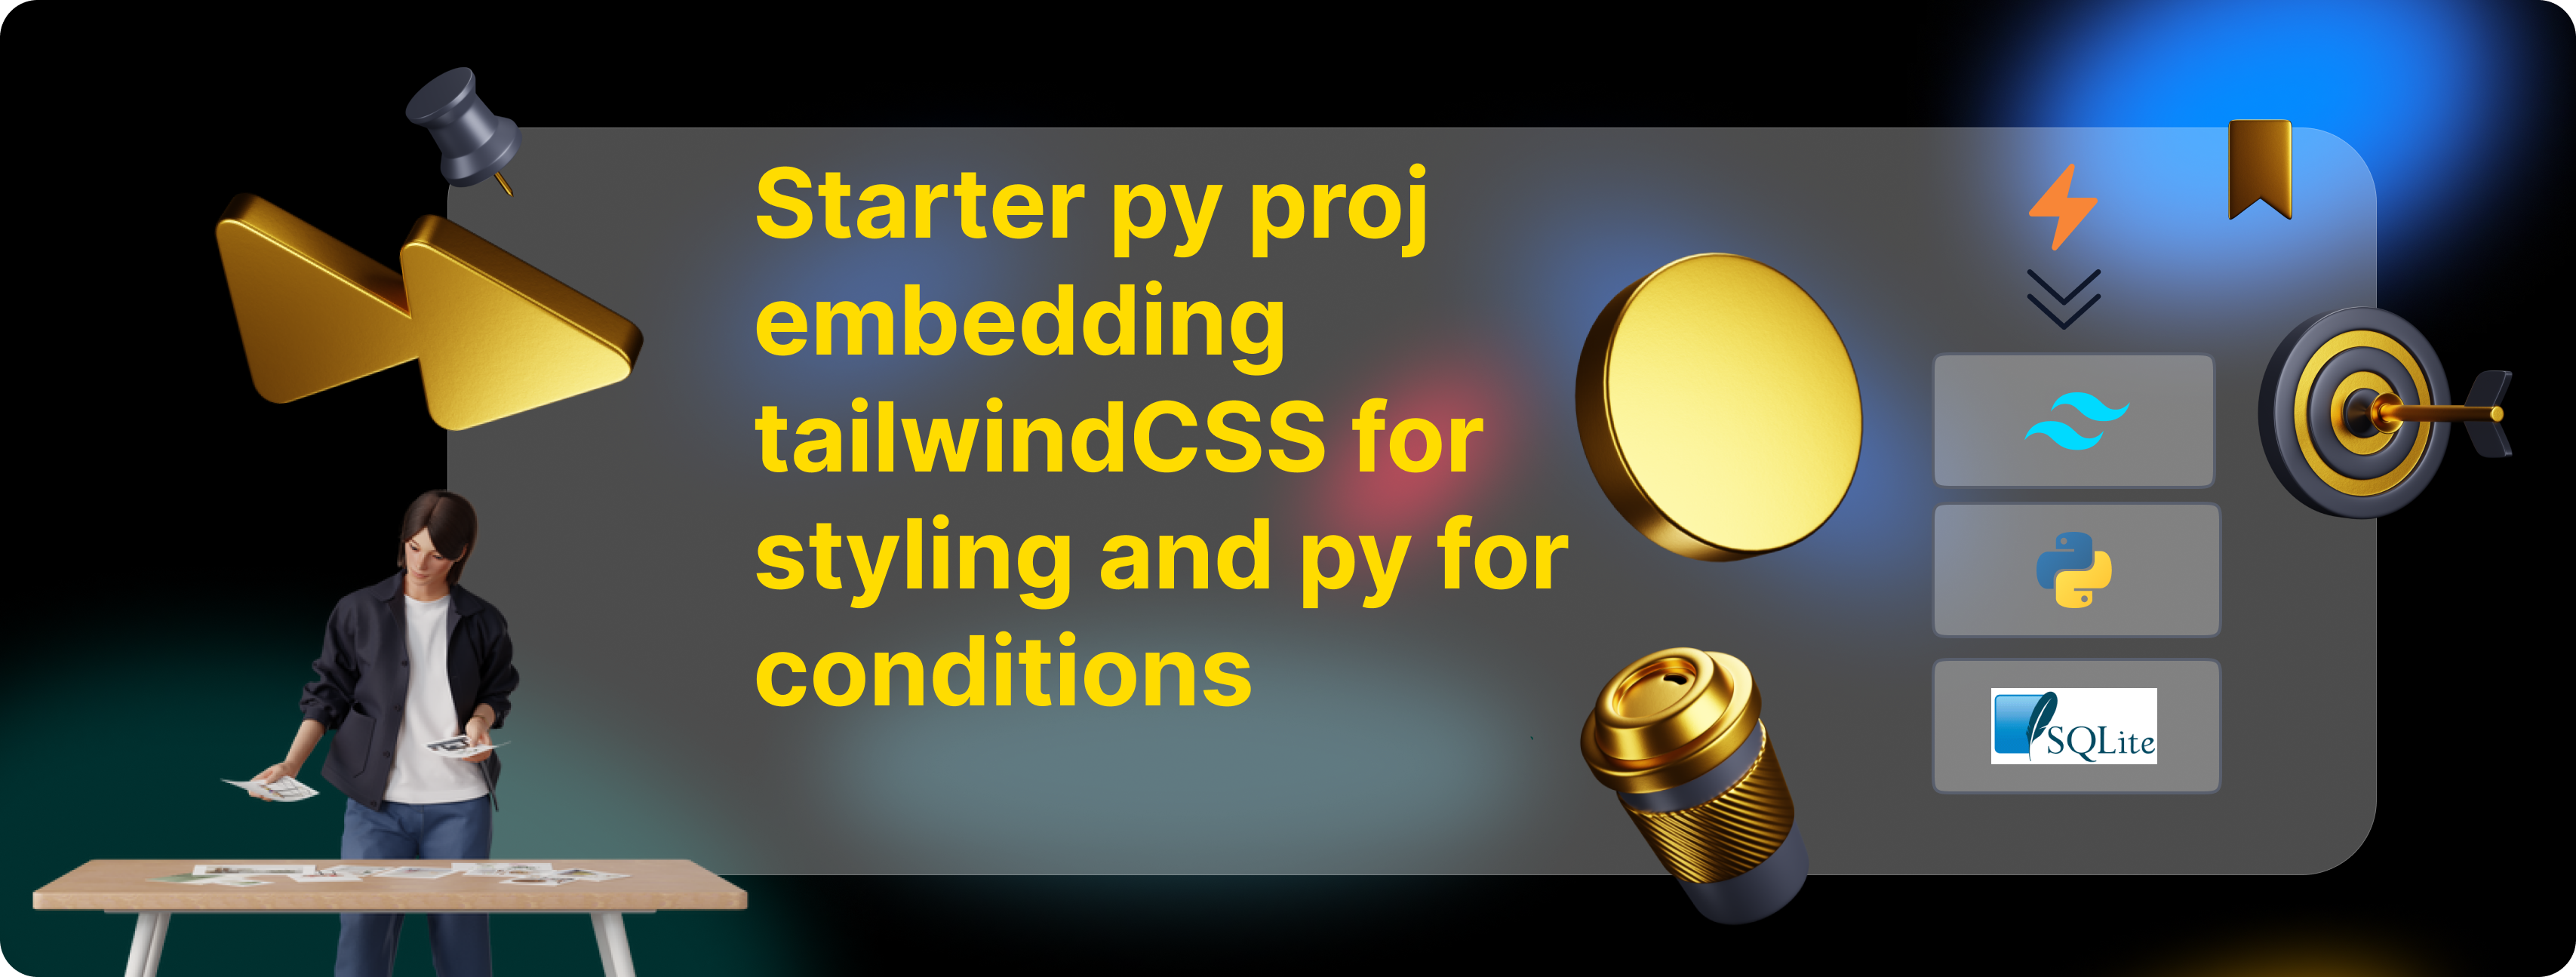 Starter py proj
embedding
tailwindCSS for
styling and py for
conditions
SQLite